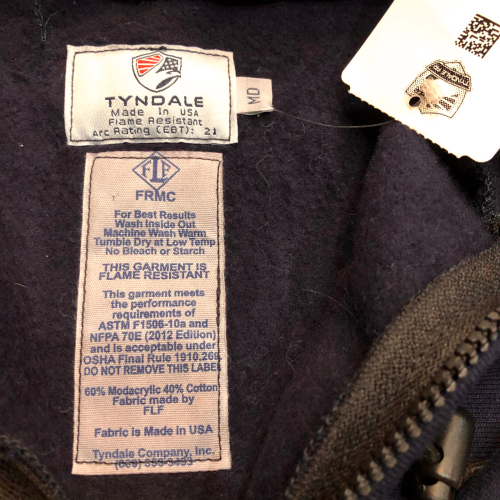 TYNDALE
Made In USA
Flame Resistant
Arc Rating (EBT): 21
MD
TYNDALE
FLF
FRMC
For Best Results
Wash Inside Out
Machine Wash Warm
Tumble Dry at Low Temp
No Bleach or Starch
THIS GARMENT IS
FLAME RESISTANT
This garment meets
the performance
requirements of
ASTM F1506-10a and
NFPA 70E (2012 Edition)
and is acceptable under
OSHA Final Rule 1910.269
DO NOT REMOVE THIS LABEL
60% Modacrylic 40% Cotton
Fabric made by
FLF
Fabric is Made in USA
Tyndale Company, Inc.